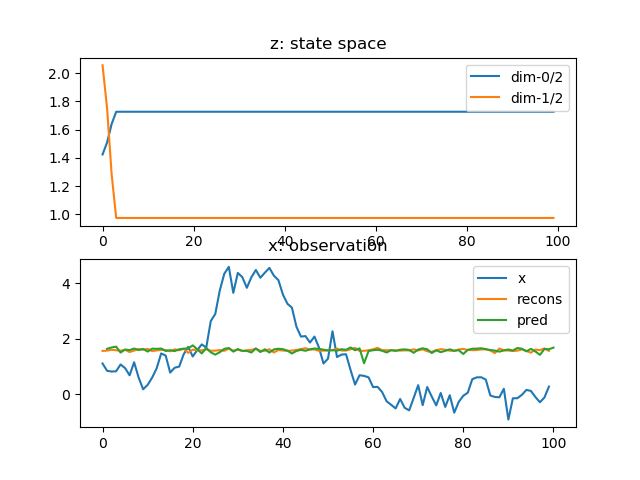 z: state space
2.0
1.8
1.6
1.4
1.2
1.0
dim-0/2
dim-1/2
0 20 40 60 80 100
x: observation
4
2
0
x
recons
pred
0 20 40 60 80 100